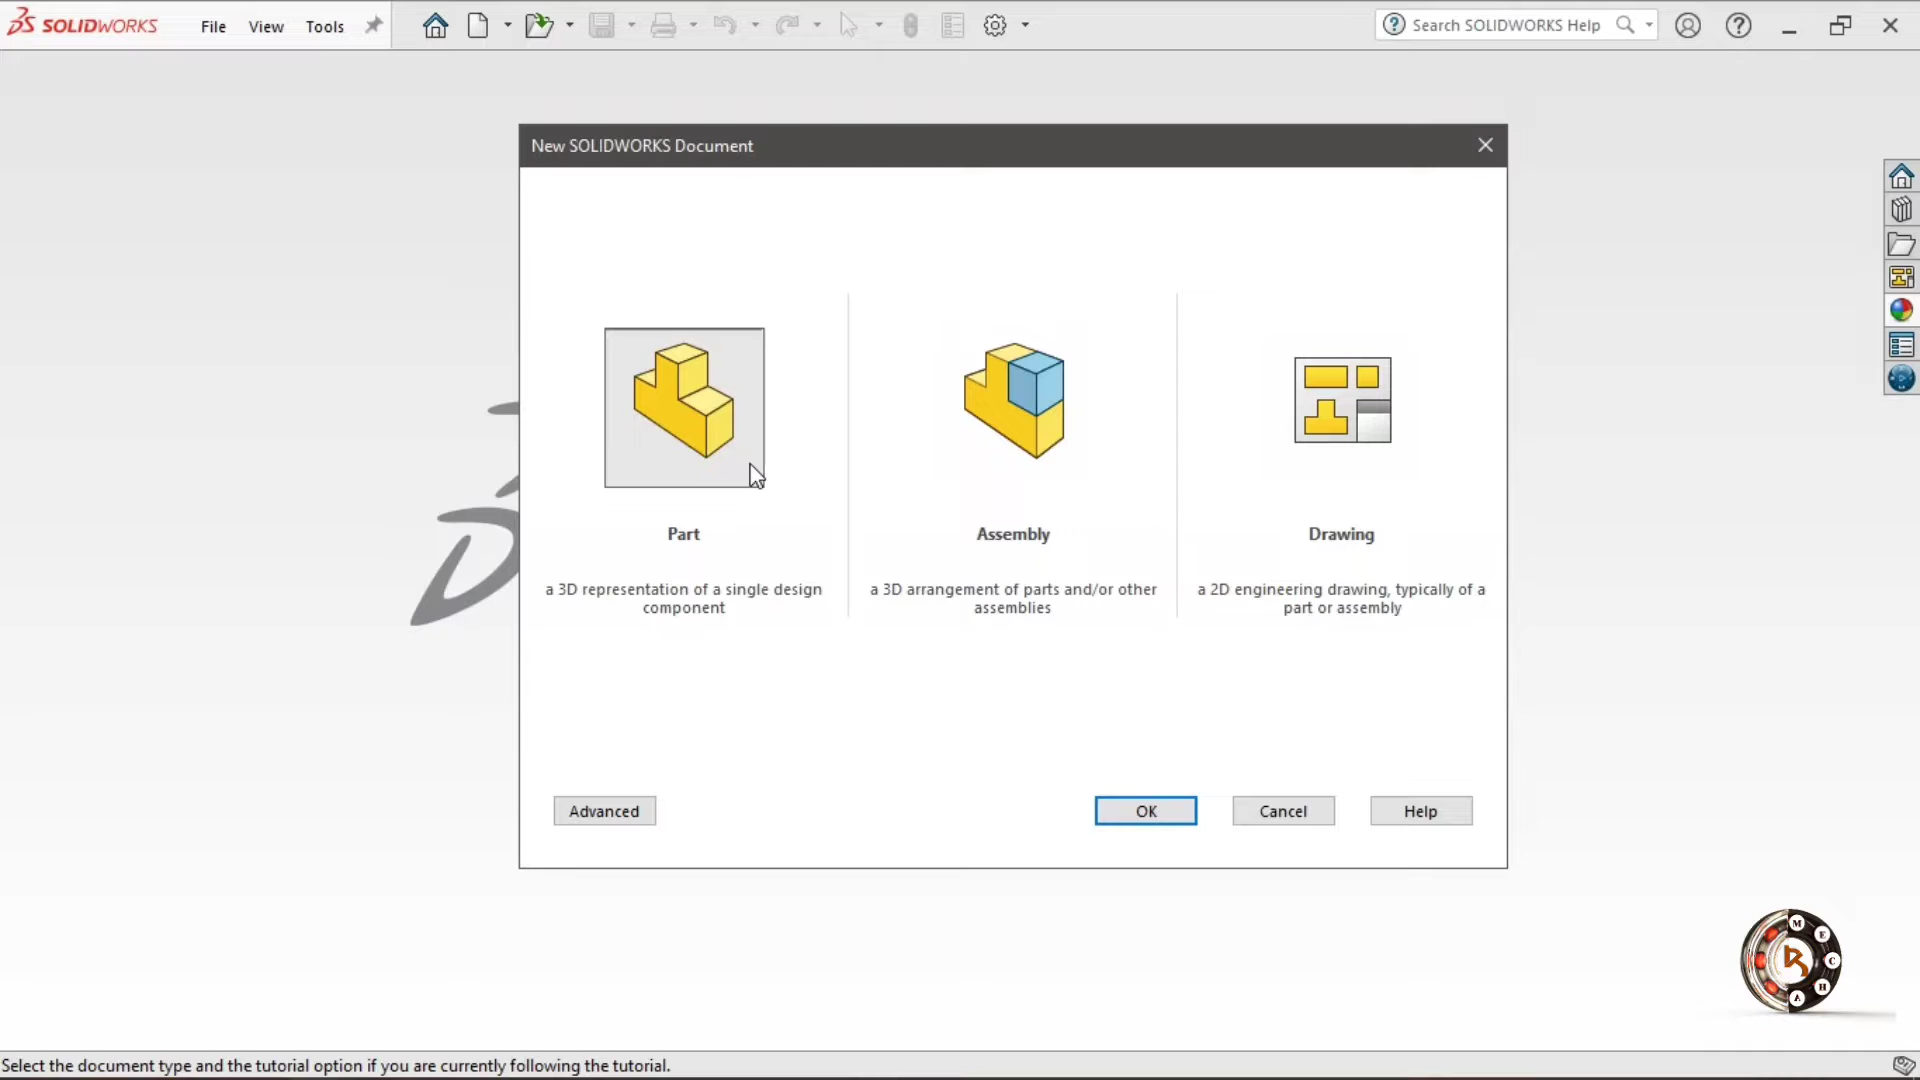 SOLIDWORKS
File View Tools
Search SOLIDWORKS Help
New SOLIDWORKS Document
Part
a 3D representation of a single design
component
Assembly
a 3D arrangement of parts and/or other
assemblies
Drawing
a 2D engineering drawing, typically of a
part or assembly
Advanced
OK
Cancel
Help
M
E
C
H
A
Select the document type and the tutorial option if you are currently following the tutorial.